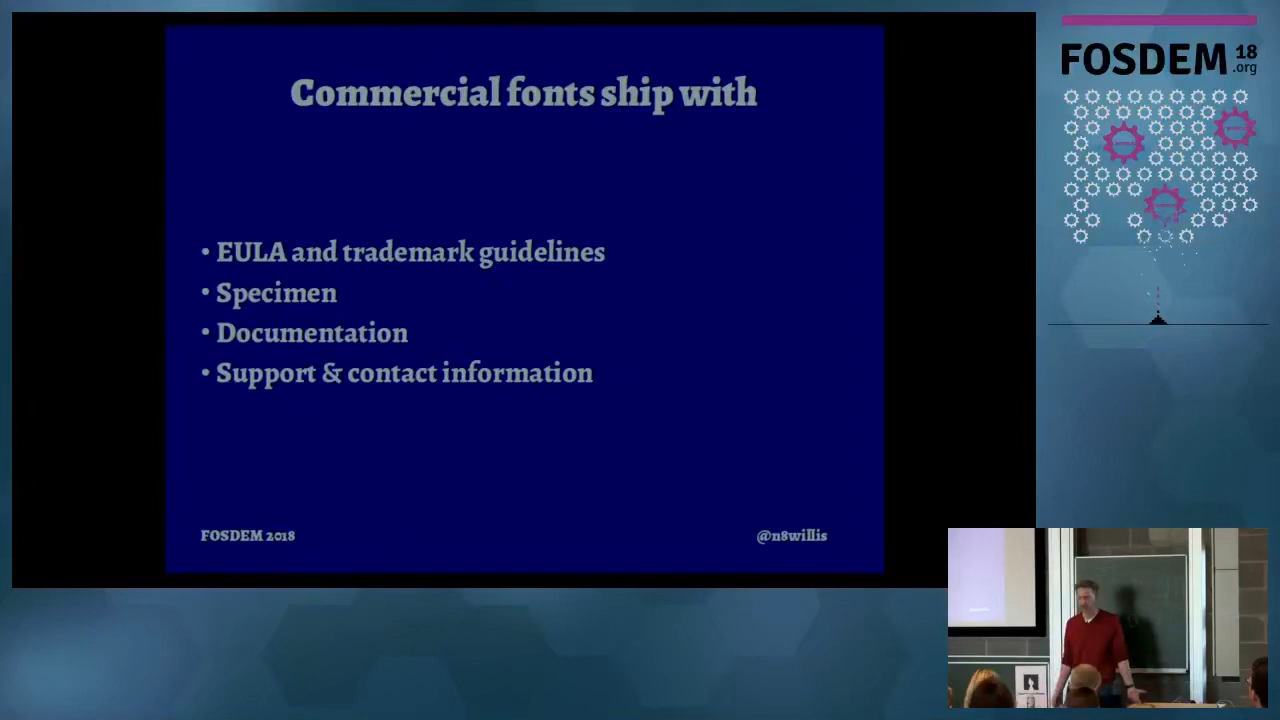 Commercial fonts ship with
• EULA and trademark guidelines
• Specimen
• Documentation
• Support & contact information
FOSDEM 2018
@n8willis
FOSDEM 18
.org